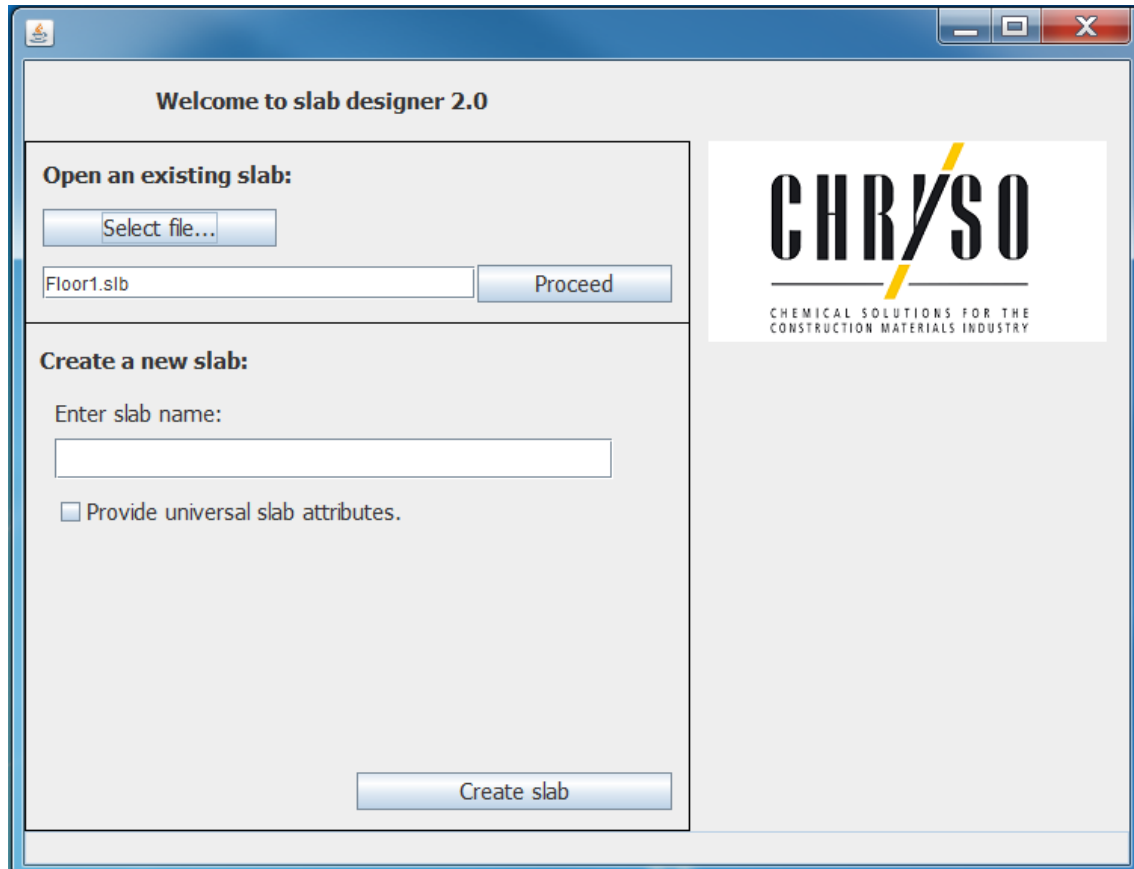 Welcome to slab designer 2.0
Open an existing slab:
Select file...
Floor1.slb
Proceed
Create a new slab:
Enter slab name:
Provide universal slab attributes.
Create slab
CHRYSO
CHEMICAL SOLUTIONS FOR THE
CONSTRUCTION MATERIALS INDUSTRY